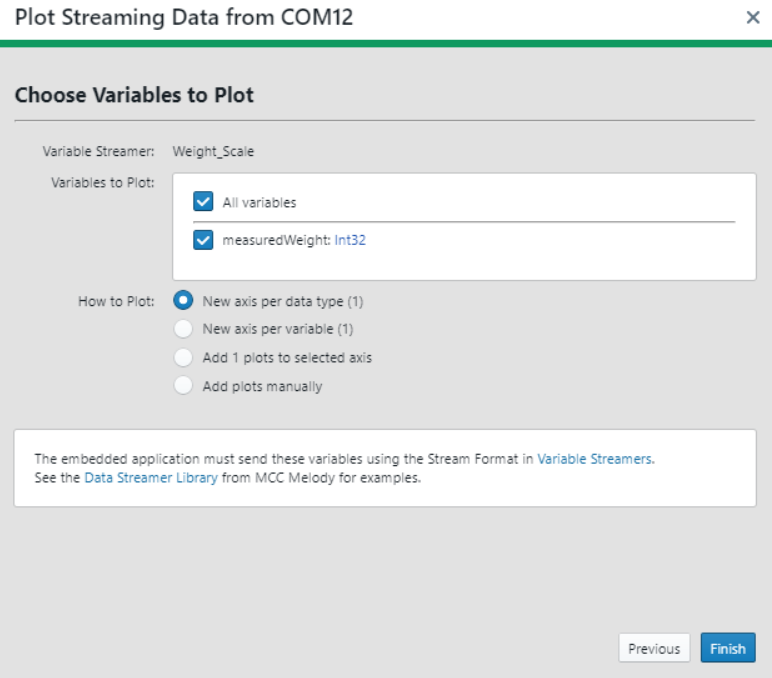 Plot Streaming Data from COM12
Choose Variables to Plot
Variable Streamer: Weight_Scale
Variables to Plot:
All variables
measuredWeight: Int32
How to Plot: New axis per data type (1)
New axis per variable (1)
Add 1 plots to selected axis
Add plots manually
The embedded application must send these variables using the Stream Format in Variable Streamers.
See the Data Streamer Library from MCC Melody for examples.
Previous Finish